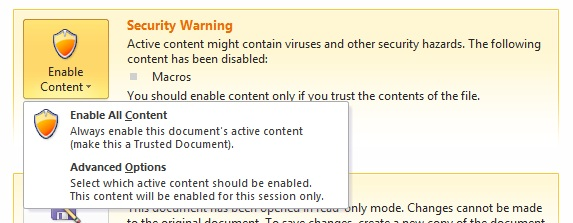 Security Warning
Active content might contain viruses and other security hazards. The following
content has been disabled:
Macros
You should enable content only if you trust the contents of the file.
Enable
Content
Enable All Content
Always enable this document's active content
(make this a Trusted Document).
Advanced Options
Select which active content should be enabled.
This content will be enabled for this session only.
This document has been opened in read-only mode. Changes cannot be made
to the original document. To save changes, create a new copy of the document